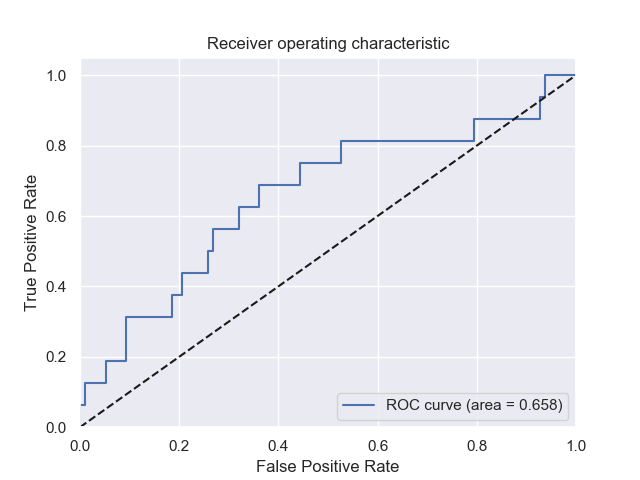 Receiver operating characteristic
1.0
0.8
0.6
0.4
0.2
0.0
True Positive Rate
ROC curve (area = 0.658)
0.0 0.2 0.4 0.6 0.8 1.0
False Positive Rate